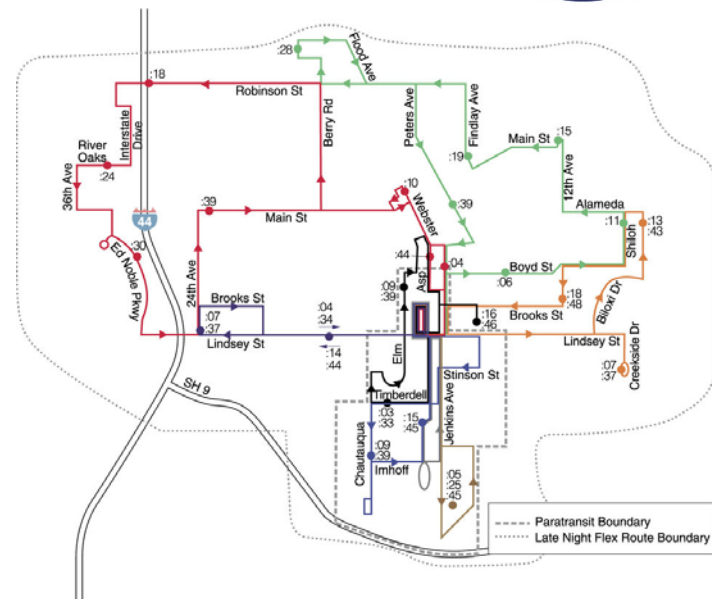 :28
Flood Ave
:18
Robinson St
Interstate
Drive
Berry Rd
Peters Ave
Findlay Ave
Main St
:15
:19
12th Ave
River
Oaks
:24
36th Ave
:10
Webster
:39
Main St
:39
Alameda
:11
:13
:43
Shiloh
44
:30
Ed Noble Pkwy
24th Ave
:44
:04
Asp
Boyd St
:06
:09
:39
Brooks St
:07
:37
Lindsey St
:04
:34
:14
:44
:16
:46
Brooks St
:18
:48
Biloxi Dr
Lindsey St
Creekside Dr
:07
:37
Elm
Stinson St
SH 9
Timberdell
:03
:33
:15
:45
Jenkins Ave
Chautauqua
:09
:39
Imhoff
:05
:25
:45
Paratransit Boundary
Late Night Flex Route Boundary